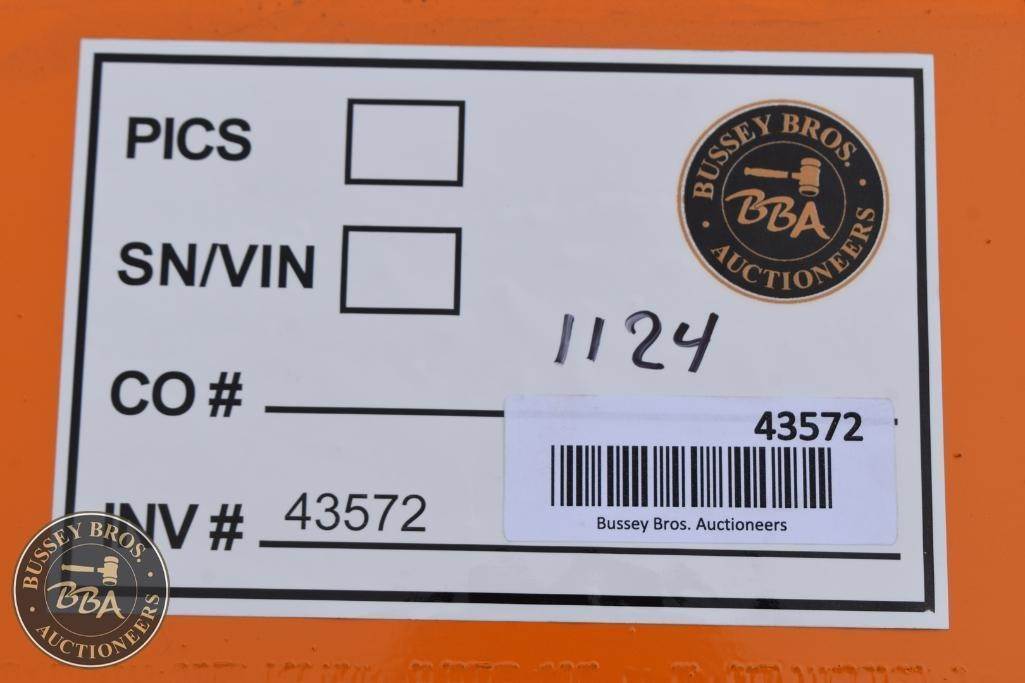 PICS
BUSSEY BROS.
BBA
AUCTIONEERS
SN/VIN
1124
CO #
43572
INV # 43572
Bussey Bros. Auctioneers
BUSSEY BROS.
BBA
AUCTIONEERS